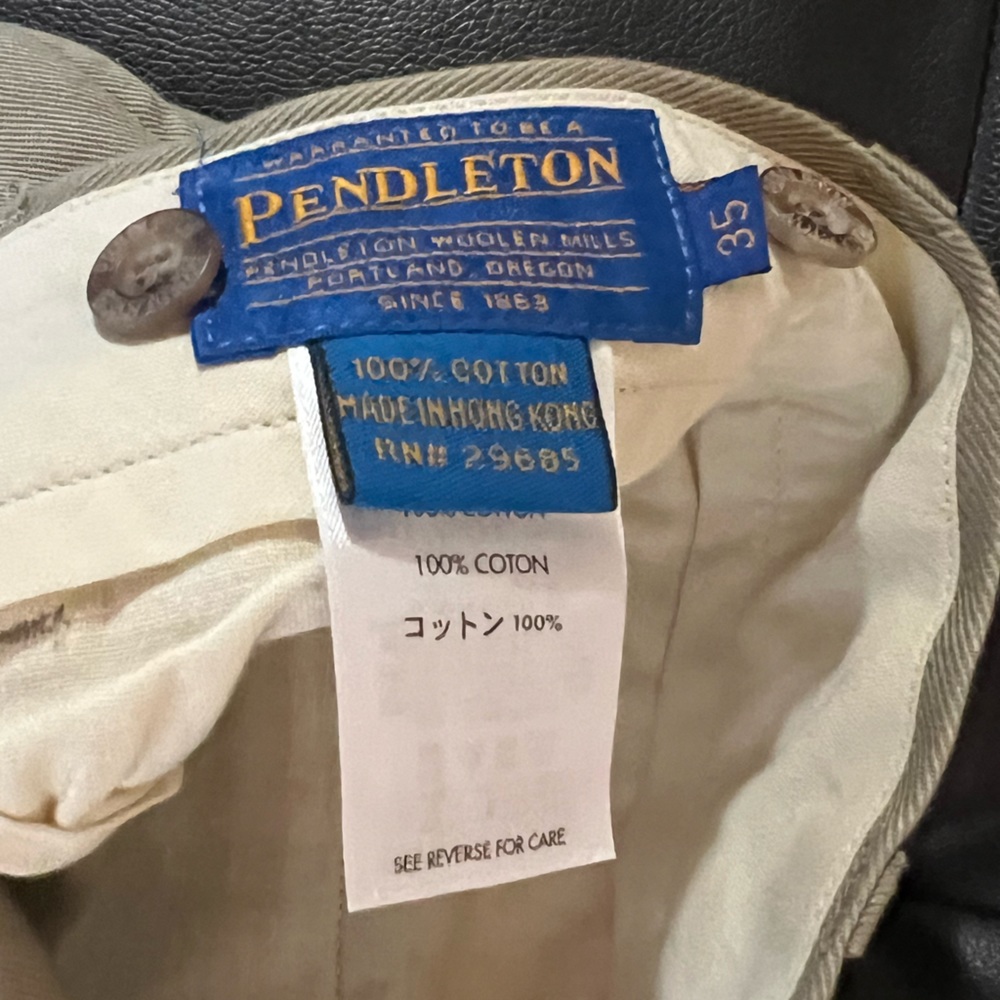 WARRANTED TO BE A
PENDLETON
PENDLETON WOOLEN MILLS
PORTLAND, OREGON
SINCE 1863
35
100% COTTON
MADE IN HONG KONG
RN# 29685
100% COTON
コットン 100%
SEE REVERSE FOR CARE